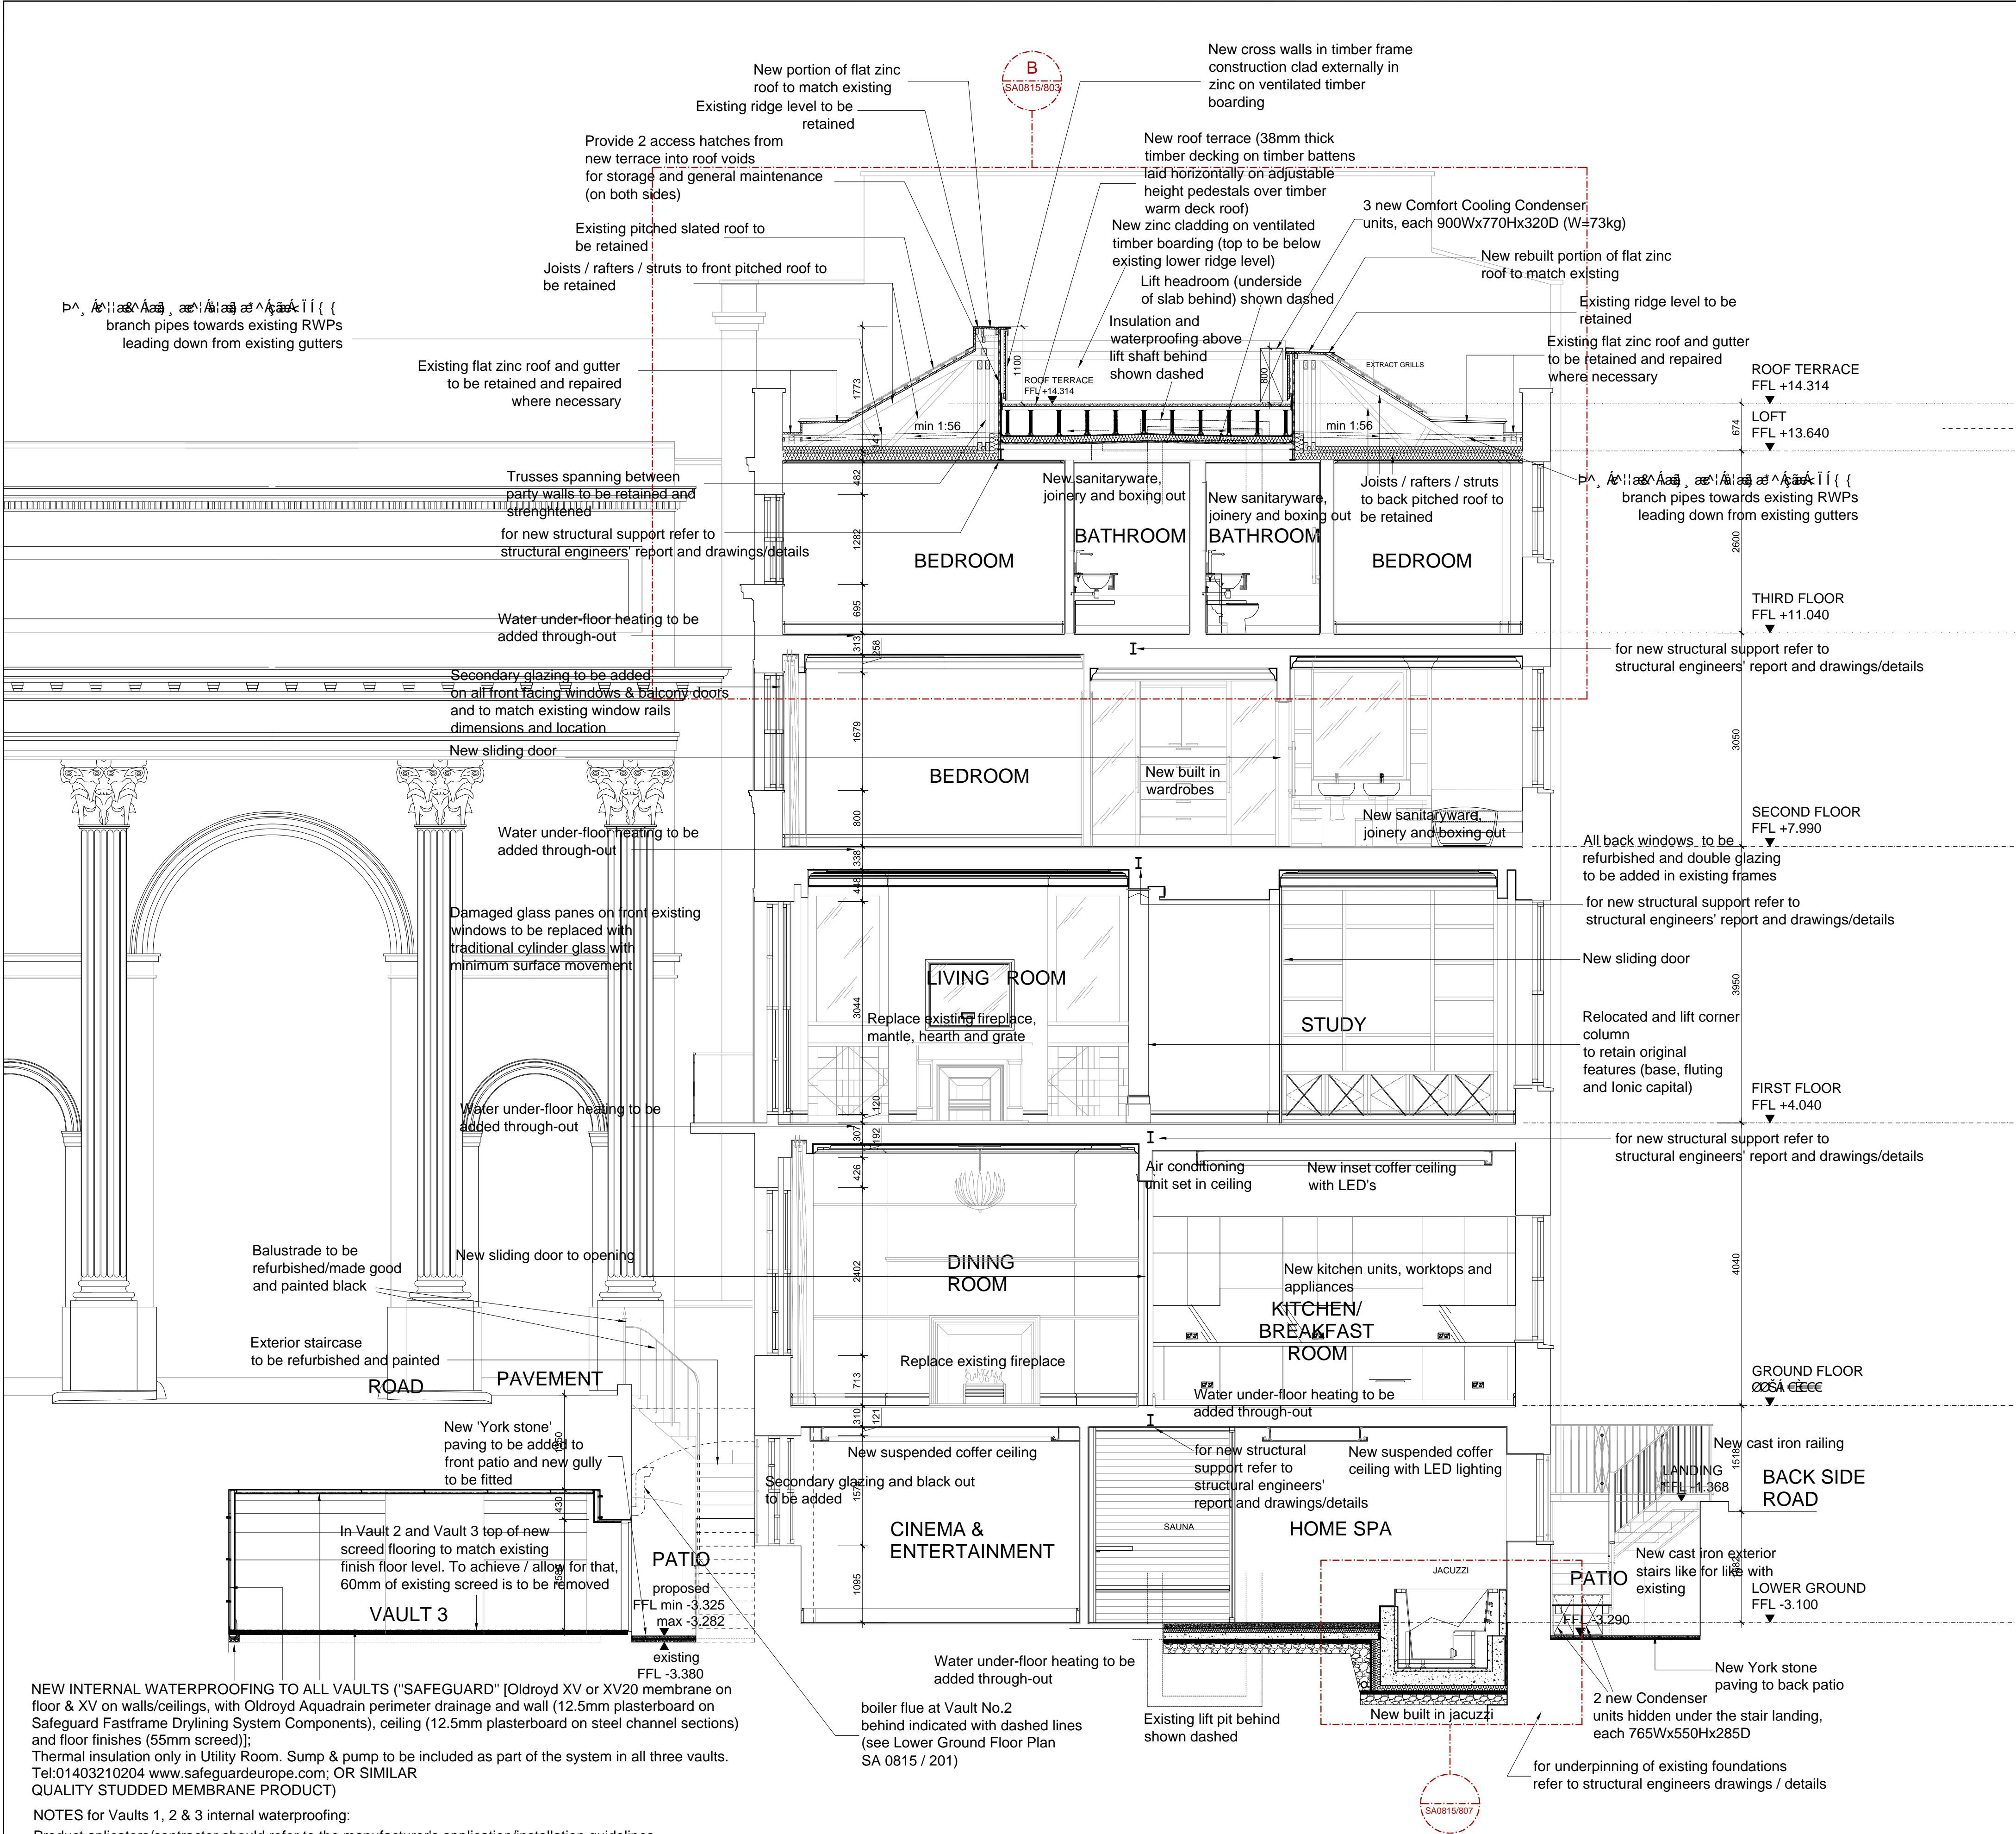 New portion of flat zinc
roof to match existing
Existing ridge level to be
retained
B
SA0815/803
New cross walls in timber frame
construction clad externally in
zinc on ventilated timber
boarding
Provide 2 access hatches from
new terrace into roof voids
for storage and general maintenance
(on both sides)
New roof terrace (38mm thick
timber decking on timber battens
laid horizontally on adjustable
height pedestals over timber
warm deck roof)
3 new Comfort Cooling Condenser
units, each 900Wx770Hx320D (W=73kg)
Existing pitched slated roof to
be retained
New zinc cladding on ventilated
timber boarding (top to be below
existing lower ridge level)
New rebuilt portion of flat zinc
roof to match existing
Joists / rafters / struts to front pitched roof to
be retained
Lift headroom (underside
of slab behind) shown dashed
Existing ridge level to be
retained
branch pipes towards existing RWPs
leading down from existing gutters
Insulation and
waterproofing above
lift shaft behind
shown dashed
Existing flat zinc roof and gutter
to be retained and repaired
where necessary
Existing flat zinc roof and gutter
to be retained and repaired
where necessary
EXTRACT GRILLS
ROOF TERRACE
FFL +14.314
ROOF TERRACE
FFL +14.314
1773
1100
800
141
min 1:56
min 1:56
LOFT
FFL +13.640
674
Trusses spanning between
party walls to be retained and
strenghtened
482
New sanitaryware,
joinery and boxing out
New sanitaryware,
joinery and boxing out
Joists / rafters / struts
to back pitched roof to
be retained
branch pipes towards existing RWPs
leading down from existing gutters
for new structural support refer to
structural engineers' report and drawings/details
1282
BEDROOM
BATHROOM
BATHROOM
BEDROOM
2600
695
THIRD FLOOR
FFL +11.040
Water under-floor heating to be
added through-out
313
258
for new structural support refer to
structural engineers' report and drawings/details
Secondary glazing to be added
on all front facing windows & balcony doors
and to match existing window rails
dimensions and location
New sliding door
1679
3050
BEDROOM
New built in
wardrobes
800
New sanitaryware,
joinery and boxing out
SECOND FLOOR
FFL +7.990
Water under-floor heating to be
added through-out
338
All back windows to be
refurbished and double glazing
to be added in existing frames
448
for new structural support refer to
structural engineers' report and drawings/details
Damaged glass panes on front existing
windows to be replaced with
traditional cylinder glass with
minimum surface movement
New sliding door
LIVING ROOM
3950
3044
Replace existing fireplace,
mantle, hearth and grate
STUDY
Relocated and lift corner
column
to retain original
features (base, fluting
and Ionic capital)
FIRST FLOOR
FFL +4.040
120
Water under-floor heating to be
added through-out
307
192
for new structural support refer to
structural engineers' report and drawings/details
426
Air conditioning
unit set in ceiling
New inset coffer ceiling
with LED's
Balustrade to be
refurbished/made good
and painted black
New sliding door to opening
2402
DINING
ROOM
New kitchen units, worktops and
appliances
4040
KITCHEN/
BREAKFAST
ROOM
Exterior staircase
to be refurbished and painted
Replace existing fireplace
ROAD
PAVEMENT
713
GROUND FLOOR
Water under-floor heating to be
added through-out
310
121
New 'York stone'
paving to be added to
front patio and new gully
to be fitted
New suspended coffer ceiling
for new structural
support refer to
structural engineers'
report and drawings/details
New suspended coffer
ceiling with LED lighting
New cast iron railing
1518
LANDING
FFL -1.368
BACK SIDE
ROAD
Secondary glazing and black out
to be added
430
In Vault 2 and Vault 3 top of new
screed flooring to match existing
finish floor level. To achieve / allow for that,
60mm of existing screed is to be removed
CINEMA &
ENTERTAINMENT
SAUNA
HOME SPA
PATIO
proposed
FFL min -3.325
max -3.282
1095
JACUZZI
PATIO
New cast iron exterior
stairs like for like with
existing
LOWER GROUND
FFL -3.100
VAULT 3
FFL -3.290
existing
FFL -3.380
Water under-floor heating to be
added through-out
New York stone
paving to back patio
NEW INTERNAL WATERPROOFING TO ALL VAULTS ("SAFEGUARD" [Oldroyd XV or XV20 membrane on
floor & XV on walls/ceilings, with Oldroyd Aquadrain perimeter drainage and wall (12.5mm plasterboard on
Safeguard Fastframe Drylining System Components), ceiling (12.5mm plasterboard on steel channel sections)
and floor finishes (55mm screed)];
Thermal insulation only in Utility Room. Sump & pump to be included as part of the system in all three vaults.
Tel:01403210204 www.safeguardeurope.com; OR SIMILAR
QUALITY STUDDED MEMBRANE PRODUCT)
boiler flue at Vault No.2
behind indicated with dashed lines
(see Lower Ground Floor Plan
SA 0815 / 201)
Existing lift pit behind
shown dashed
New built in jacuzzi
2 new Condenser
units hidden under the stair landing,
each 765Wx550Hx285D
for underpinning of existing foundations
refer to structural engineers drawings / details
SA0815/807
NOTES for Vaults 1, 2 & 3 internal waterproofing: